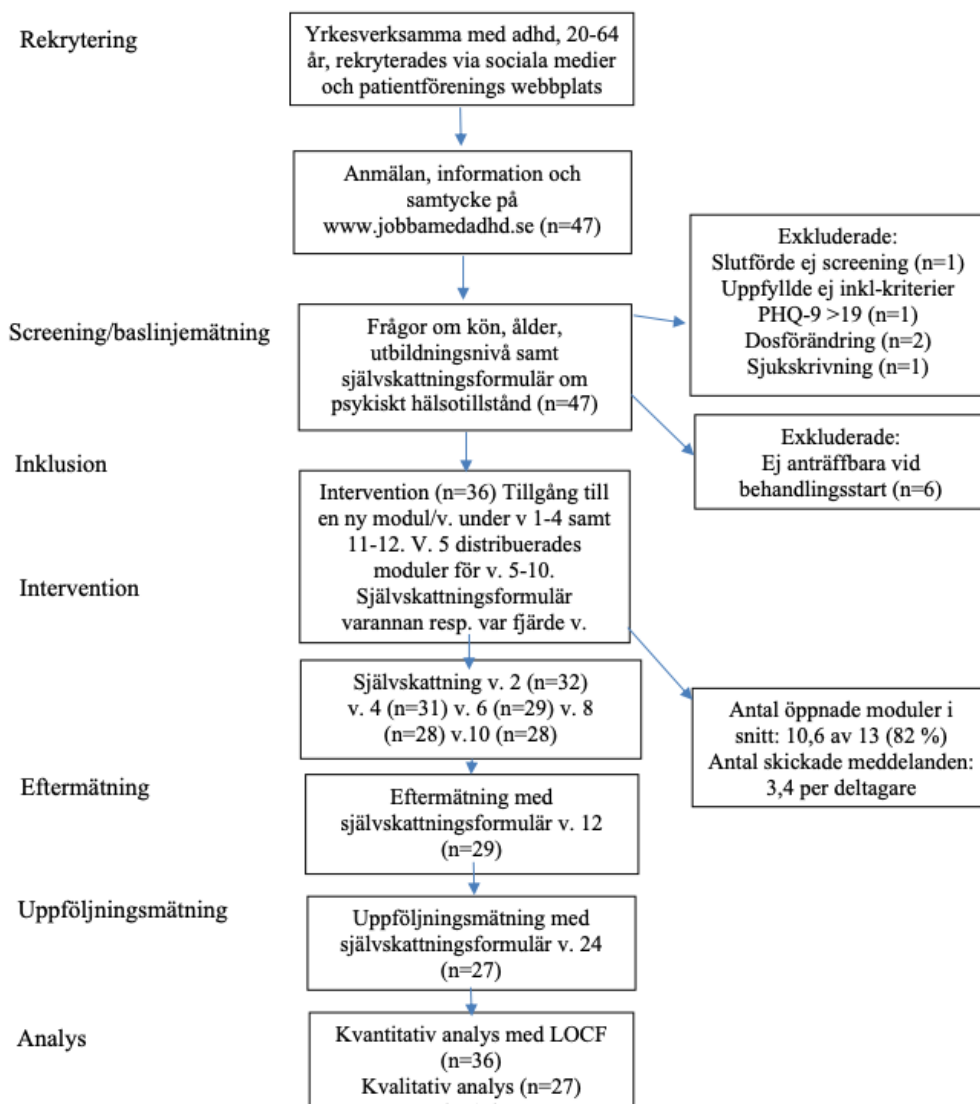 Rekrytering
Yrkesverksamma med adhd, 20-64
år, rekryterades via sociala medier
och patientförenings webbplats
Anmälan, information och
samtycke på
www.jobbamedadhd.se (n=47)
Exkluderade:
Slutförde ej screening (n=1)
Uppfyllde ej inkl-kriterier
PHQ-9 >19 (n=1)
Dosförändring (n=2)
Sjukskrivning (n=1)
Screening/baslinjemätning
Frågor om kön, ålder,
utbildningsnivå samt
självskattningsformulär om
psykiskt hälsotillstånd (n=47)
Exkluderade:
Ej anträffbara vid
behandlingsstart (n=6)
Inklusion
Intervention (n=36) Tillgång till
en ny modul/v. under v 1-4 samt
11-12. V. 5 distribuerades
moduler för v. 5-10.
Självskattningsformulär
varannan resp. var fjärde v.
Intervention
Självskattning v. 2 (n=32)
v. 4 (n=31) v. 6 (n=29) v. 8
(n=28) v.10 (n=28)
Antal öppnade moduler i
snitt: 10,6 av 13 (82 %)
Antal skickade meddelanden:
3,4 per deltagare
Eftermätning
Eftermätning med
självskattningsformulär v. 12
(n=29)
Uppföljningsmätning
Uppföljningsmätning med
självskattningsformulär v. 24
(n=27)
Analys
Kvantitativ analys med LOCF
(n=36)
Kvalitativ analys (n=27)